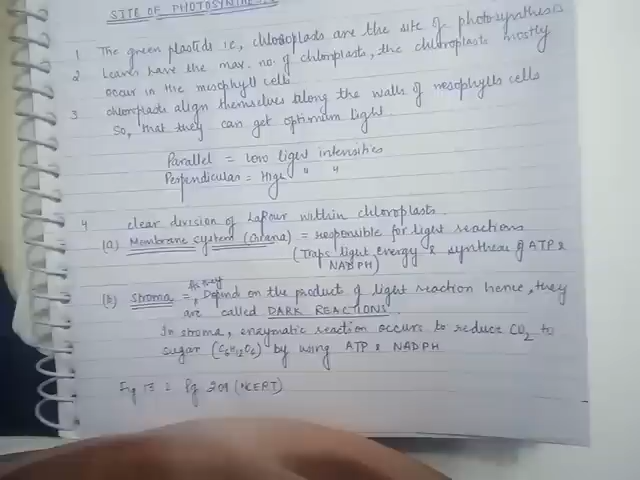 SITE OF PHOTOSYNTHESIS
1 The green plastids i.e, chloroplasts are the site of photosynthesis
2 Leaves have the max. no. of chloroplasts, the chloroplasts mostly
occur in the mesophyll cells
3 chloroplasts align themselves along the walls of mesophylls cells
so, that they can get optimum light.
Parallel = low light intensities
Perpendicular = High " "
4 clear division of labour within chloroplasts.
(a) Membrane system (Grana) = responsible for light reactions
(Traps light energy & synthesis of ATP &
NADPH)
(b) Stroma = Depend on the product of light reaction hence, they
are called DARK REACTIONS.
In stroma, enzymatic reaction occurs to reduce CO2 to
sugar (C6H12O6) by using ATP & NADPH
Fig 13.2 Pg 209 (NCERT)